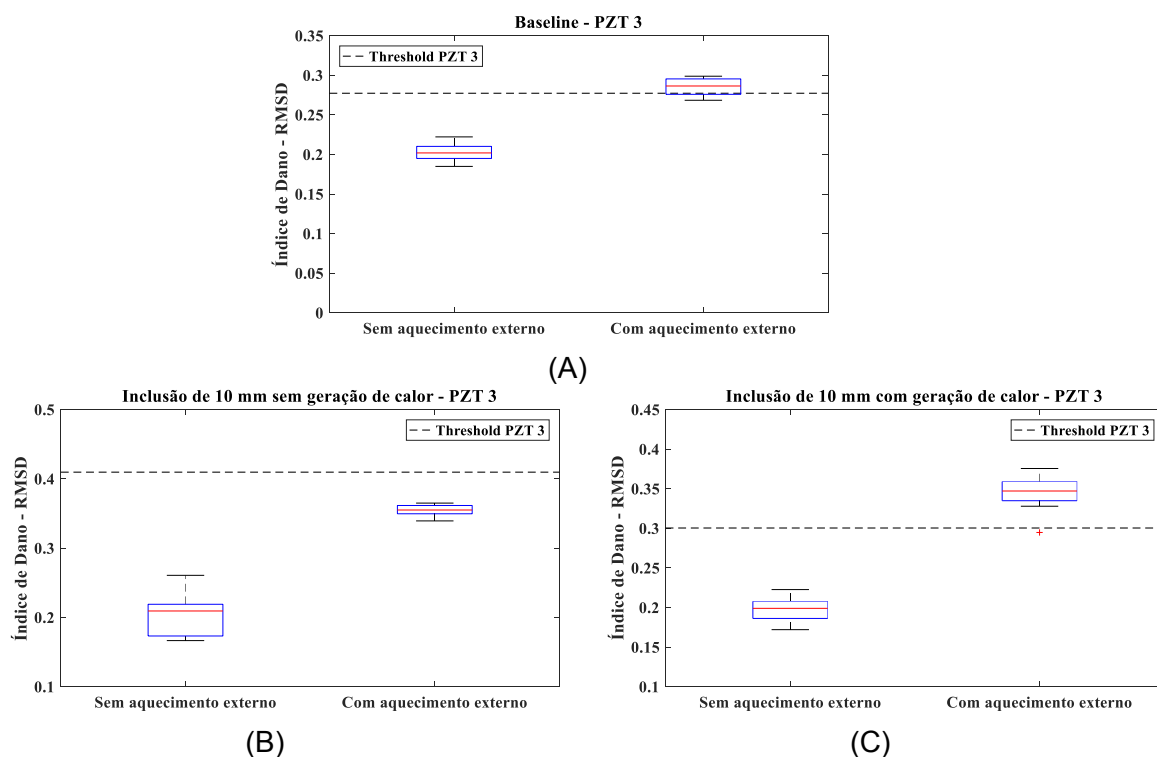 Baseline - PZT 3
Threshold PZT 3
Índice de Dano - RMSD
0.35
0.3
0.25
0.2
0.15
0.1
0.05
0
Sem aquecimento externo
Com aquecimento externo
(A)
Inclusão de 10 mm sem geração de calor - PZT 3
Threshold PZT 3
Índice de Dano - RMSD
0.5
0.4
0.3
0.2
0.1
Sem aquecimento externo
Com aquecimento externo
(B)
Inclusão de 10 mm com geração de calor - PZT 3
Threshold PZT 3
Índice de Dano - RMSD
0.45
0.4
0.35
0.3
0.25
0.2
0.15
0.1
Sem aquecimento externo
Com aquecimento externo
(C)